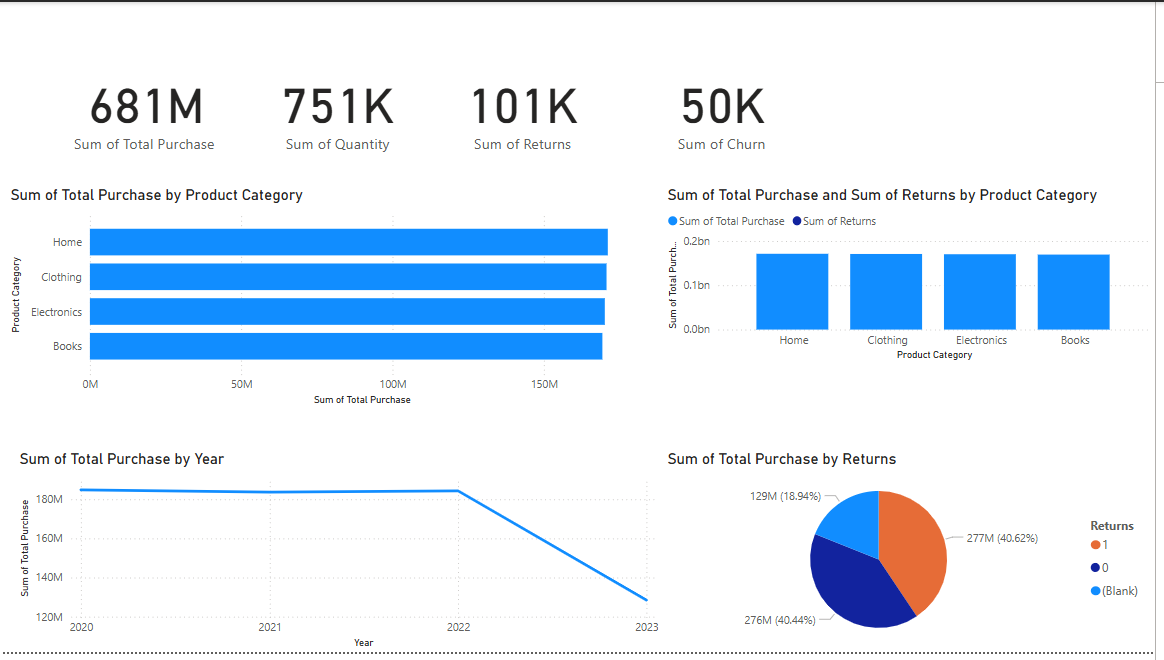 681M
Sum of Total Purchase
751K
Sum of Quantity
101K
Sum of Returns
50K
Sum of Churn
Sum of Total Purchase by Product Category
Product Category
Home
Clothing
Electronics
Books
0M 50M 100M 150M
Sum of Total Purchase
Sum of Total Purchase and Sum of Returns by Product Category
Sum of Total Purchase Sum of Returns
Sum of Total Purch...
0.2bn
0.1bn
0.0bn
Home Clothing Electronics Books
Product Category
Sum of Total Purchase by Year
Sum of Total Purchase
180M
160M
140M
120M
2020 2021 2022 2023
Year
Sum of Total Purchase by Returns
129M (18.94%)
277M (40.62%)
276M (40.44%)
Returns
1
0
(Blank)